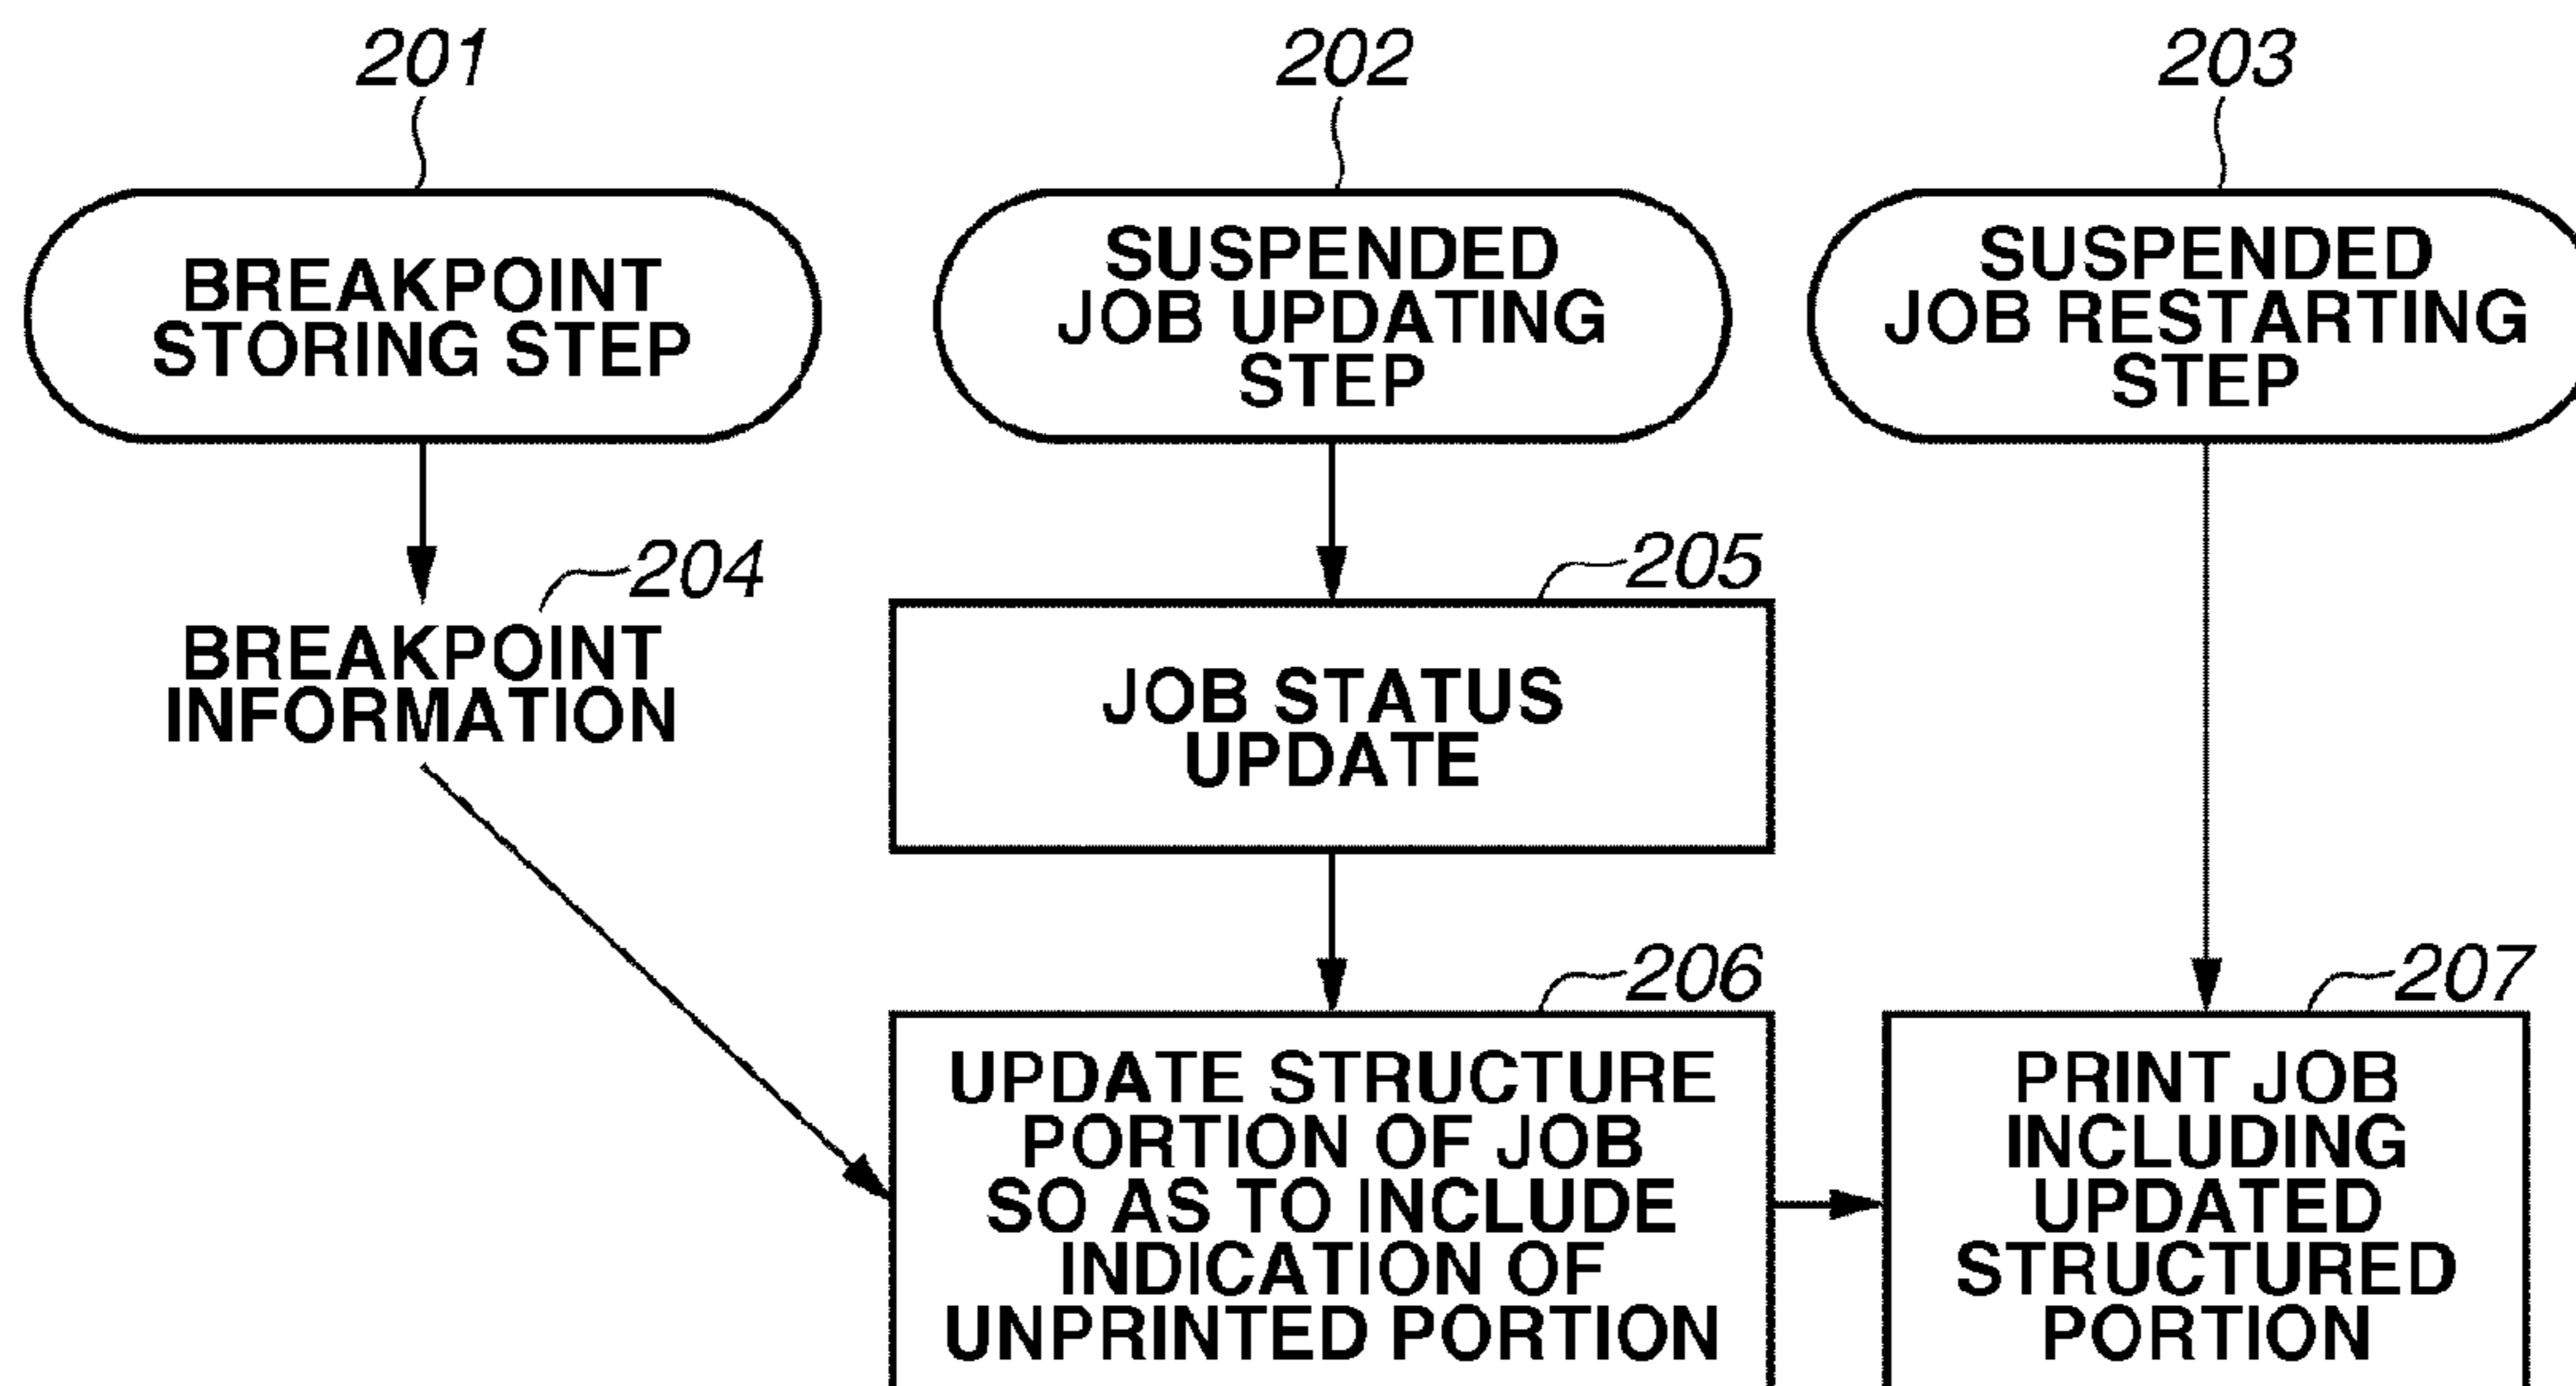 201
BREAKPOINT
STORING STEP
202
SUSPENDED
JOB UPDATING
STEP
203
SUSPENDED
JOB RESTARTING
STEP
204
BREAKPOINT
INFORMATION
205
JOB STATUS
UPDATE
206
UPDATE STRUCTURE
PORTION OF JOB
SO AS TO INCLUDE
INDICATION OF
UNPRINTED PORTION
207
PRINT JOB
INCLUDING
UPDATED
STRUCTURED
PORTION